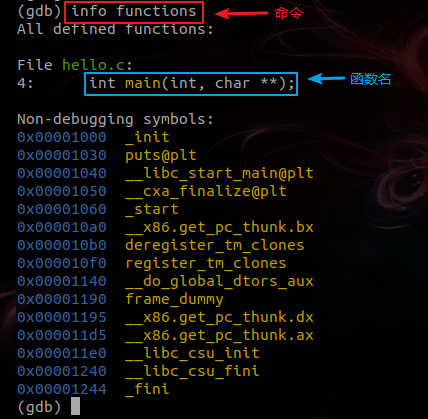 (gdb) info functions 命令
All defined functions:
File hello.c:
4: int main(int, char **); 函数名
Non-debugging symbols:
0x00001000 _init
0x00001030 puts@plt
0x00001040 __libc_start_main@plt
0x00001050 __cxa_finalize@plt
0x00001060 _start
0x000010a0 __x86.get_pc_thunk.bx
0x000010b0 deregister_tm_clones
0x000010f0 register_tm_clones
0x00001140 __do_global_dtors_aux
0x00001190 frame_dummy
0x00001195 __x86.get_pc_thunk.dx
0x000011d5 __x86.get_pc_thunk.ax
0x000011e0 __libc_csu_init
0x00001240 __libc_csu_fini
0x00001244 _fini
(gdb)